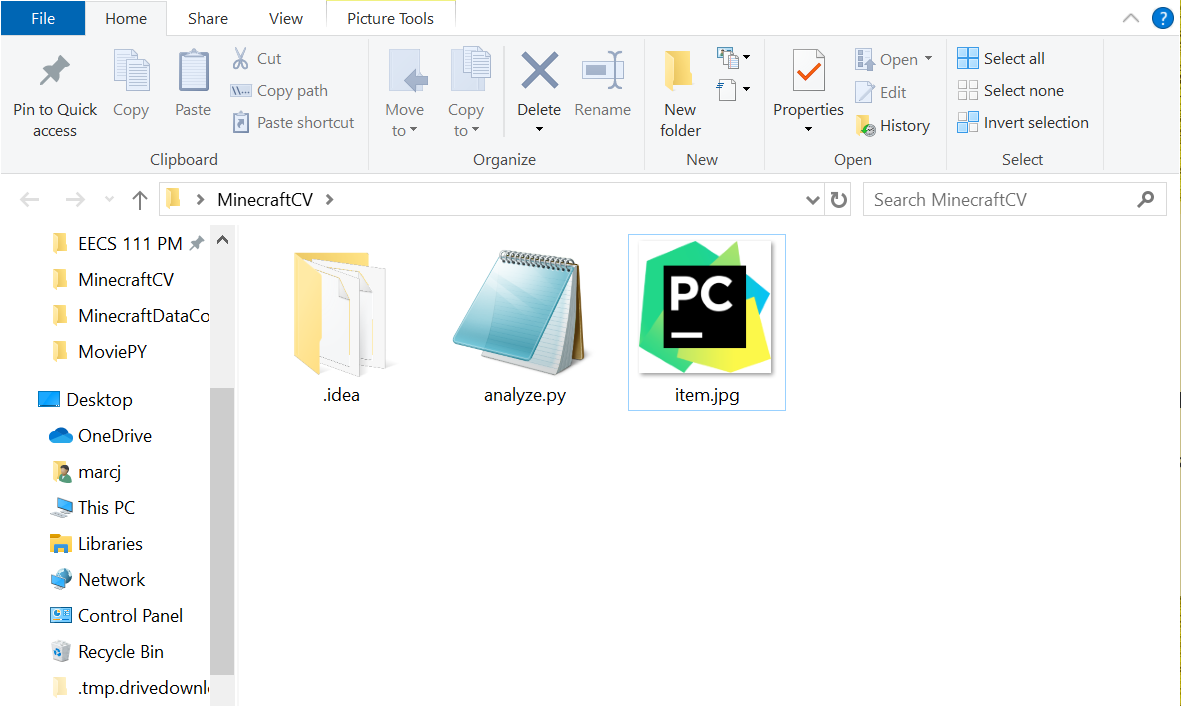 File Home Share View Picture Tools ?
Pin to Quick access
Copy
Paste
Cut
\\... Copy path
Paste shortcut
Clipboard
Move to
Copy to
Delete
Rename
Organize
New folder
New
Properties
Open
Edit
History
Open
Select all
Select none
Invert selection
Select
MinecraftCV
Search MinecraftCV
EECS 111 PM
MinecraftCV
MinecraftDataCo
MoviePY
Desktop
OneDrive
marcj
This PC
Libraries
Network
Control Panel
Recycle Bin
.tmp.drivedownl
.idea
analyze.py
PC
item.jpg